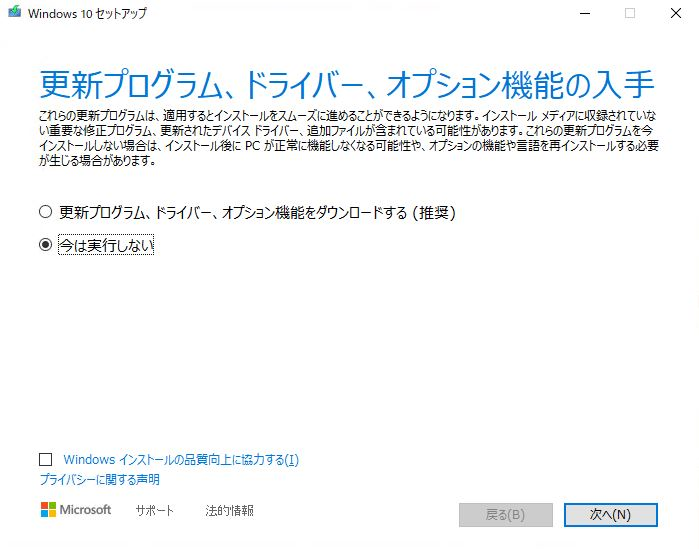 Windows 10 セットアップ
更新プログラム、ドライバー、オプション機能の入手
これらの更新プログラムは、適用するとインストールをスムーズに進めることができるようになります。インストール メディアに収録されていな
い重要な修正プログラム、更新されたデバイス ドライバー、追加ファイルが含まれている可能性があります。これらの更新プログラムを今
インストールしない場合は、インストール後に PC が正常に機能しなくなる可能性や、オプションの機能や言語を再インストールする必要
が生じる場合があります。
更新プログラム、ドライバー、オプション機能をダウンロードする (推奨)
今は実行しない
Windows インストールの品質向上に協力する(I)
プライバシーに関する声明
Microsoft サポート 法的情報
戻る(B) 次へ(N)